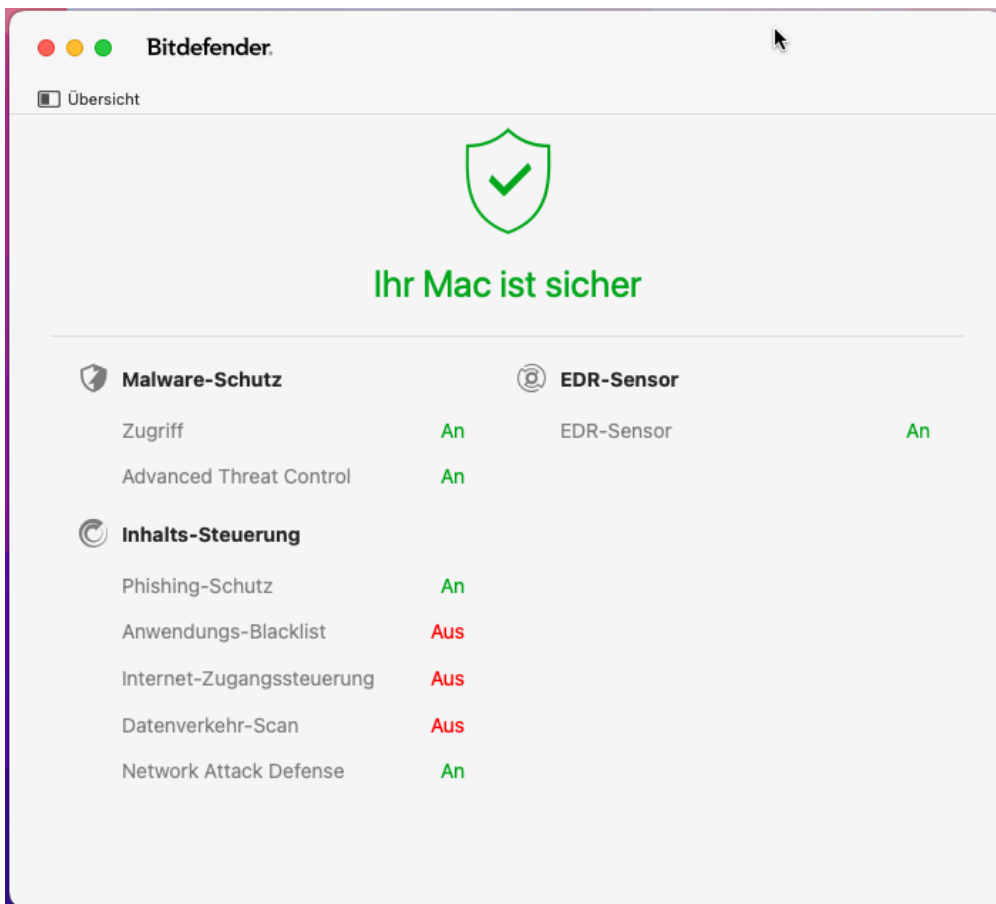 Bitdefender.
Übersicht
Ihr Mac ist sicher
Malware-Schutz
Zugriff An
Advanced Threat Control An
Inhalts-Steuerung
Phishing-Schutz An
Anwendungs-Blacklist Aus
Internet-Zugangssteuerung Aus
Datenverkehr-Scan Aus
Network Attack Defense An
EDR-Sensor
EDR-Sensor An